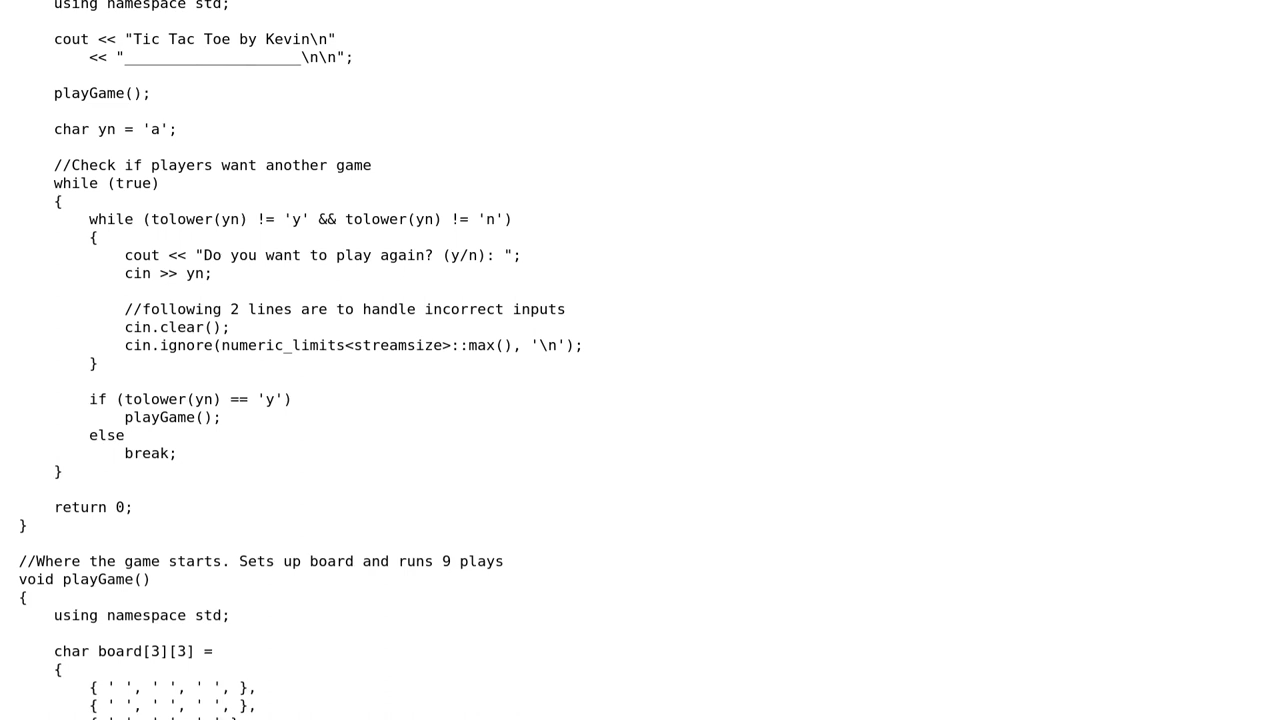 using namespace std;

    cout << "Tic Tac Toe by Kevin\n"
        << "____________________\n\n";

    playGame();

    char yn = 'a';

    //Check if players want another game
    while (true)
    {
        while (tolower(yn) != 'y' && tolower(yn) != 'n')
        {
            cout << "Do you want to play again? (y/n): ";
            cin >> yn;

            //following 2 lines are to handle incorrect inputs
            cin.clear();
            cin.ignore(numeric_limits<streamsize>::max(), '\n');
        }

        if (tolower(yn) == 'y')
            playGame();
        else
            break;
    }

    return 0;
}

//Where the game starts. Sets up board and runs 9 plays
void playGame()
{
    using namespace std;

    char board[3][3] =
    {
        { ' ', ' ', ' ', },
        { ' ', ' ', ' ', },